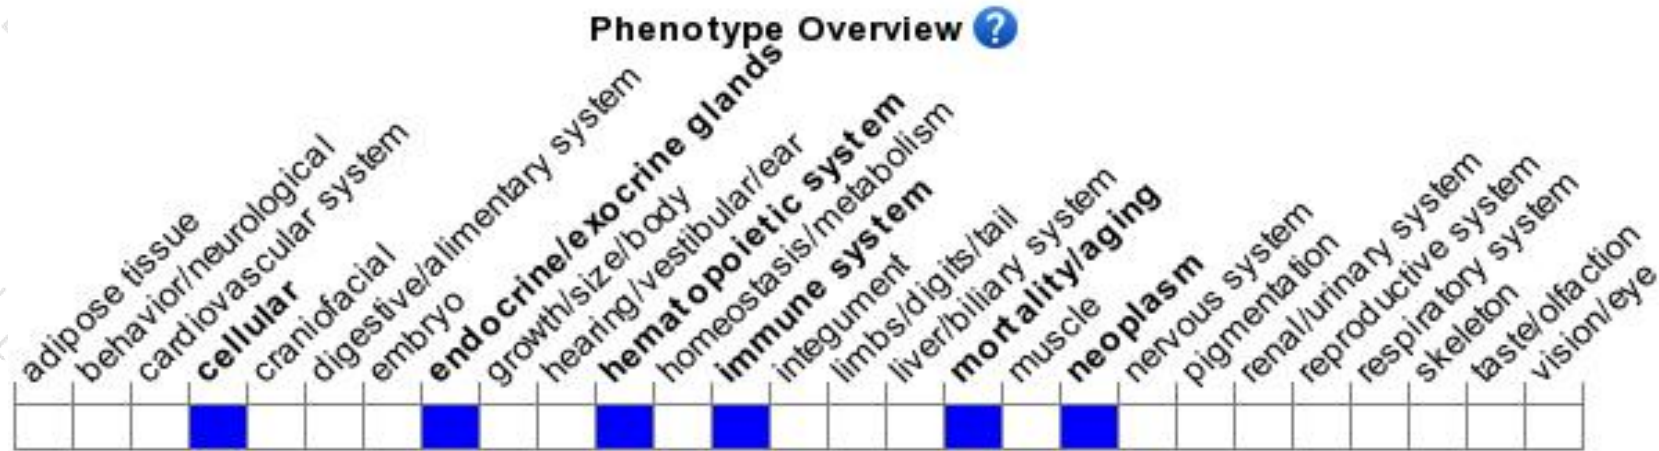 Phenotype Overview ?
adipose tissue
behavior/neurological
cardiovascular system
cellular
craniofacial
digestive/alimentary system
embryo
endocrine/exocrine glands
growth/size/body
hearing/vestibular/ear
hematopoietic system
homeostasis/metabolism
immune system
integument
limbs/digits/tail
liver/biliary system
mortality/aging
muscle
neoplasm
nervous system
pigmentation
renal/urinary system
reproductive system
respiratory system
skeleton
taste/olfaction
vision/eye